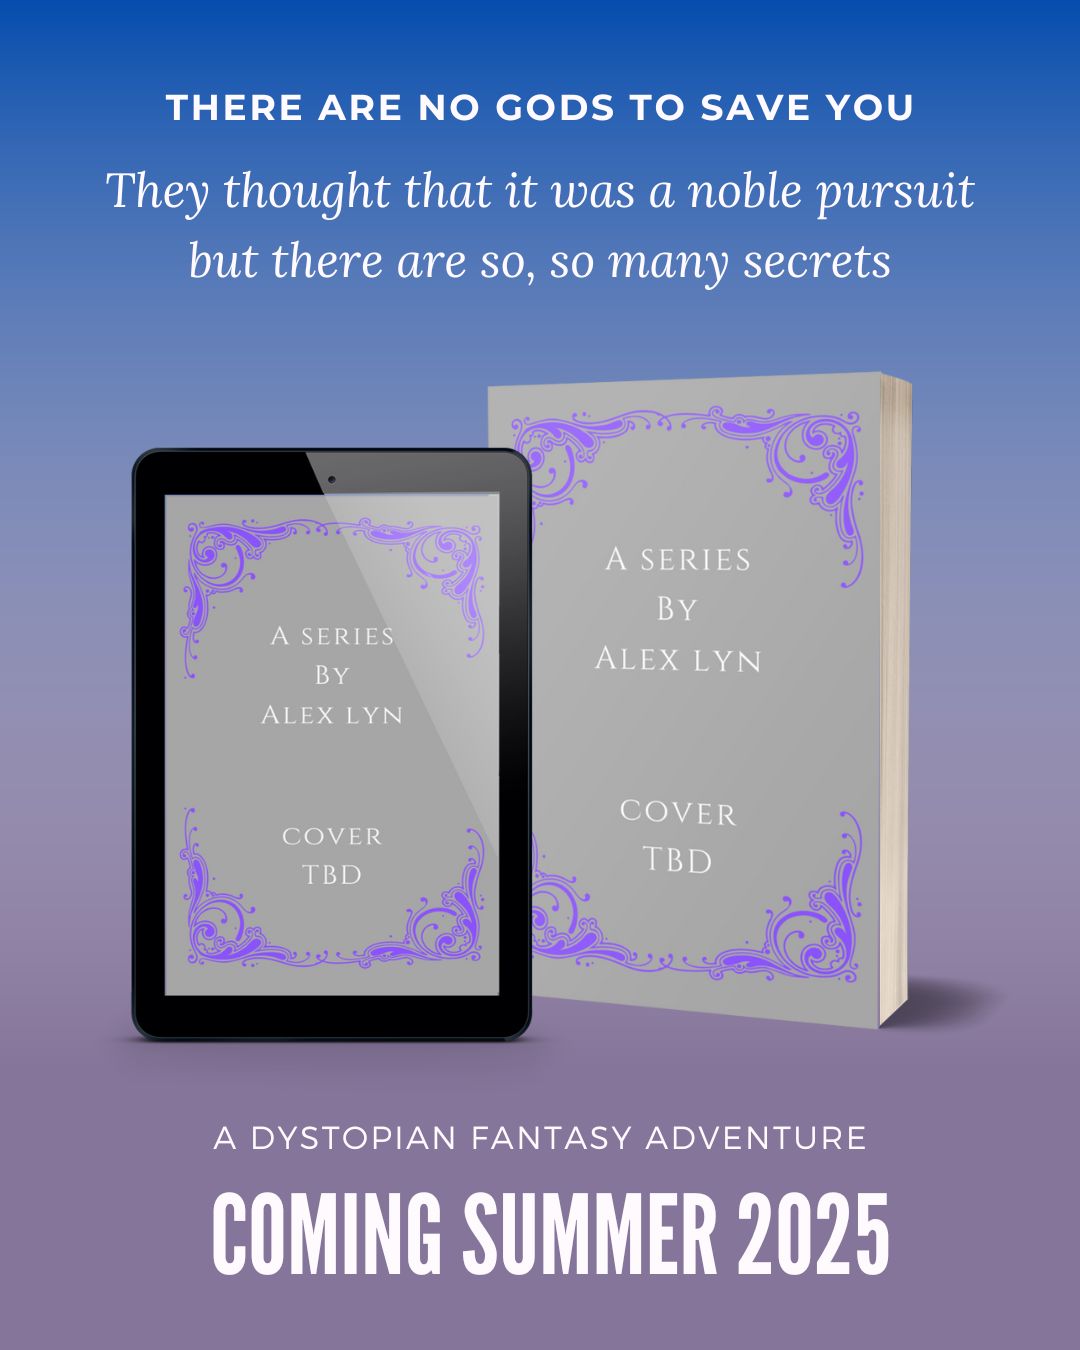 THERE ARE NO GODS TO SAVE YOU
They thought that it was a noble pursuit
but there are so, so many secrets
A SERIES
BY
ALEX LYN
COVER
TBD
A SERIES
BY
ALEX LYN
COVER
TBD
A DYSTOPIAN FANTASY ADVENTURE
COMING SUMMER 2025